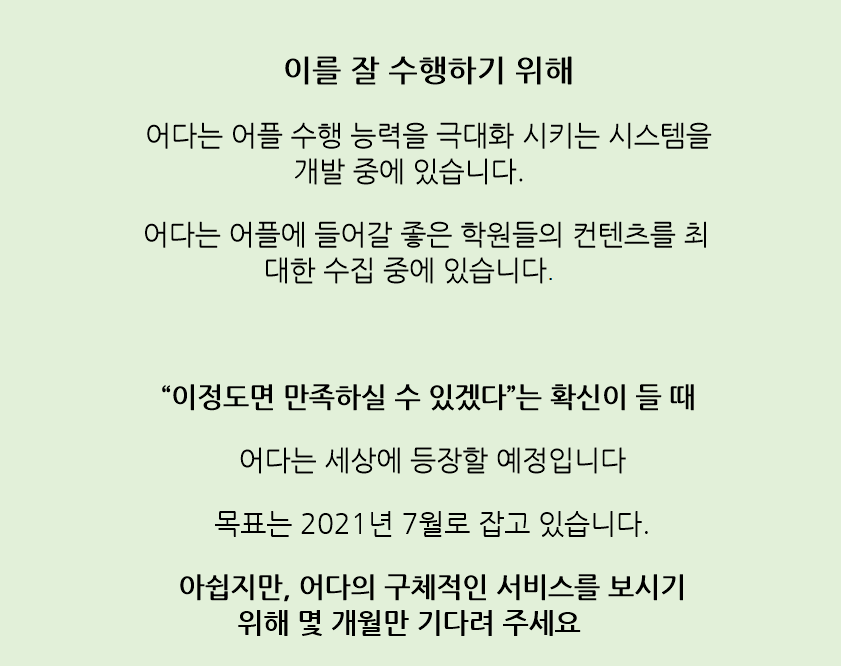 이를 잘 수행하기 위해
어다는 어플 수행 능력을 극대화 시키는 시스템을
개발 중에 있습니다.
어다는 어플에 들어갈 좋은 학원들의 컨텐츠를 최
대한 수집 중에 있습니다.
“이정도면 만족하실 수 있겠다”는 확신이 들 때
어다는 세상에 등장할 예정입니다
목표는 2021년 7월로 잡고 있습니다.
아쉽지만, 어다의 구체적인 서비스를 보시기
위해 몇 개월만 기다려 주세요